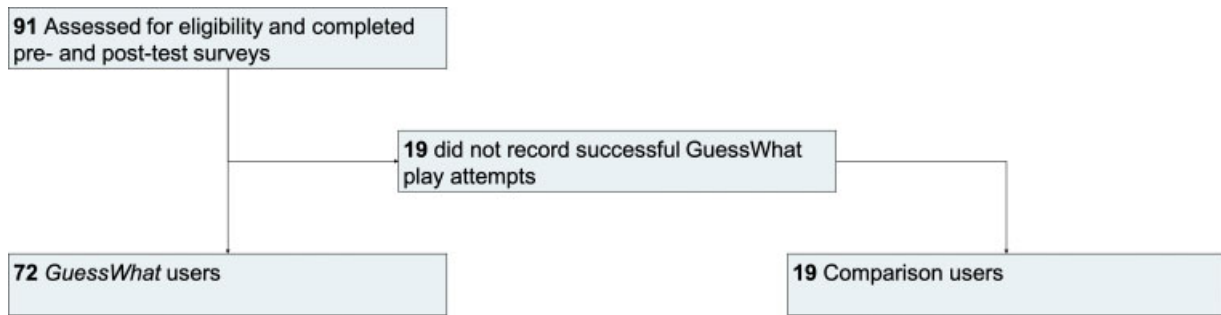 91 Assessed for eligibility and completed
pre- and post-test surveys
19 did not record successful GuessWhat
play attempts
72 GuessWhat users
19 Comparison users